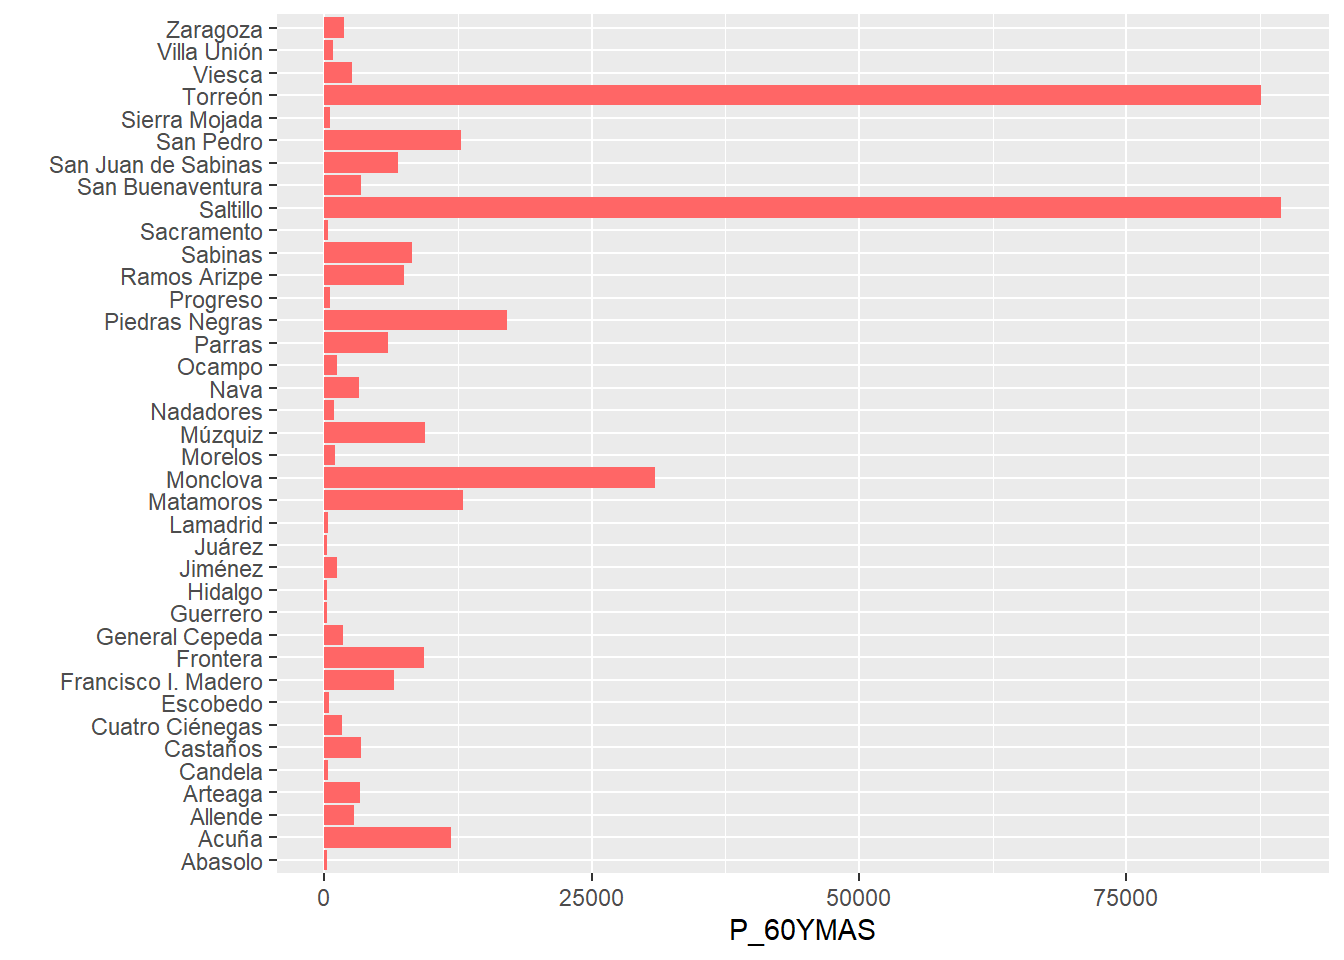 Zaragoza
Villa Unión
Viesca
Torreón
Sierra Mojada
San Pedro
San Juan de Sabinas
San Buenaventura
Saltillo
Sacramento
Sabinas
Ramos Arizpe
Progreso
Piedras Negras
Parras
Ocampo
Nava
Nadadores
Múzquiz
Morelos
Monclova
Matamoros
Lamadrid
Juárez
Jiménez
Hidalgo
Guerrero
General Cepeda
Frontera
Francisco I. Madero
Escobedo
Cuatro Ciénegas
Castaños
Candela
Arteaga
Allende
Acuña
Abasolo
0 25000 50000 75000
P_60YMAS